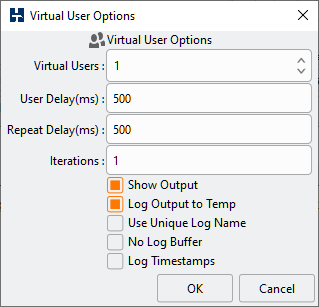 Virtual User Options
Virtual User Options
Virtual Users : 1
User Delay(ms) : 500
Repeat Delay(ms) : 500
Iterations : 1
Show Output
Log Output to Temp
Use Unique Log Name
No Log Buffer
Log Timestamps
OK Cancel